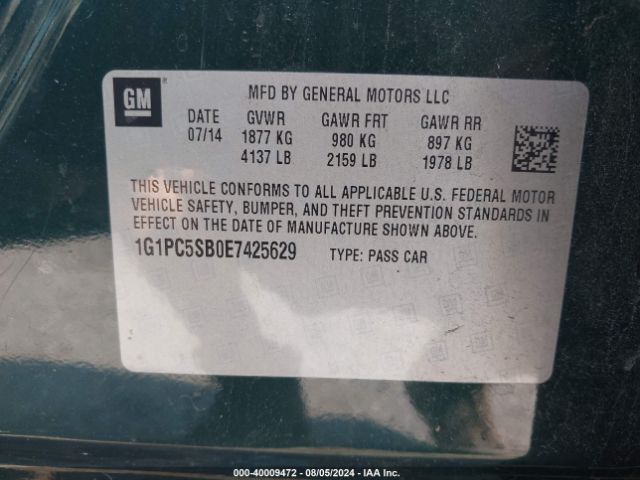 GM
MFD BY GENERAL MOTORS LLC
DATE GVWR GAWR FRT GAWR RR
07/14 1877 KG 980 KG 897 KG
4137 LB 2159 LB 1978 LB
THIS VEHICLE CONFORMS TO ALL APPLICABLE U.S. FEDERAL MOTOR
VEHICLE SAFETY, BUMPER, AND THEFT PREVENTION STANDARDS IN
EFFECT ON THE DATE OF MANUFACTURE SHOWN ABOVE.
1G1PC5SB0E7425629 TYPE: PASS CAR
000-40009472 - 08/05/2024 - IAA Inc.